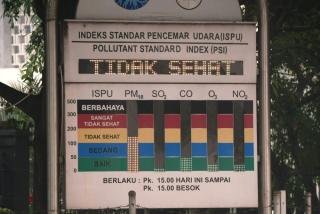 INDEKS STANDAR PENCEMAR UDARA(ISPU)
POLLUTANT STANDARD INDEX (PSI)
TIDAK SEHAT
ISPU PM10 SO2 CO O3 NO2
500
BERBAHAYA
300
SANGAT
TIDAK SEHAT
200
TIDAK SEHAT
100
SEDANG
50
BAIK
0
BERLAKU : Pk. 15.00 HARI INI SAMPAI
Pk. 15.00 BESOK